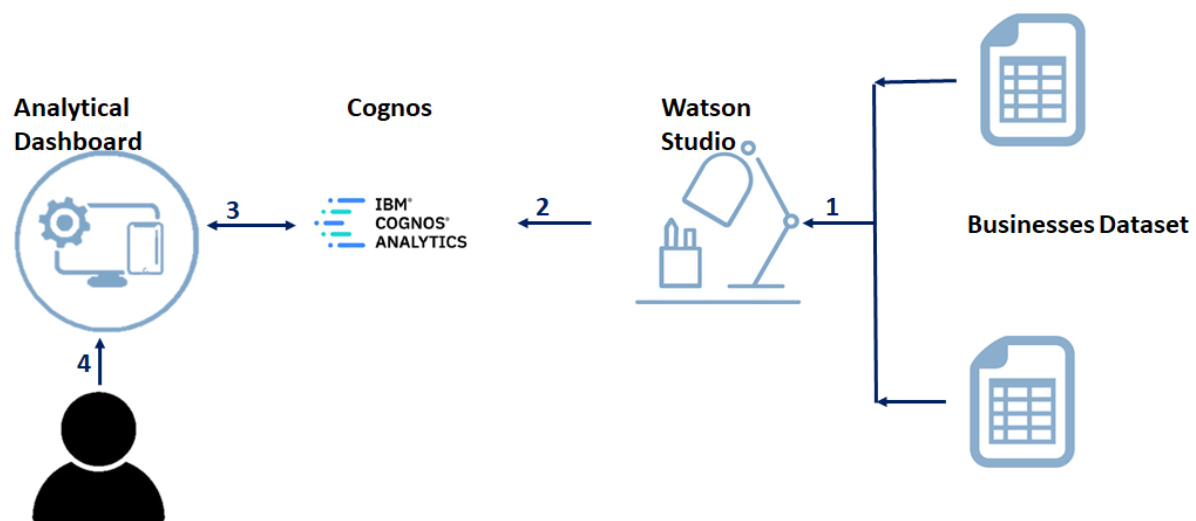 Analytical
Dashboard
Cognos
Watson
Studio
Businesses Dataset
IBM®
COGNOS®
ANALYTICS
3
2
1
4